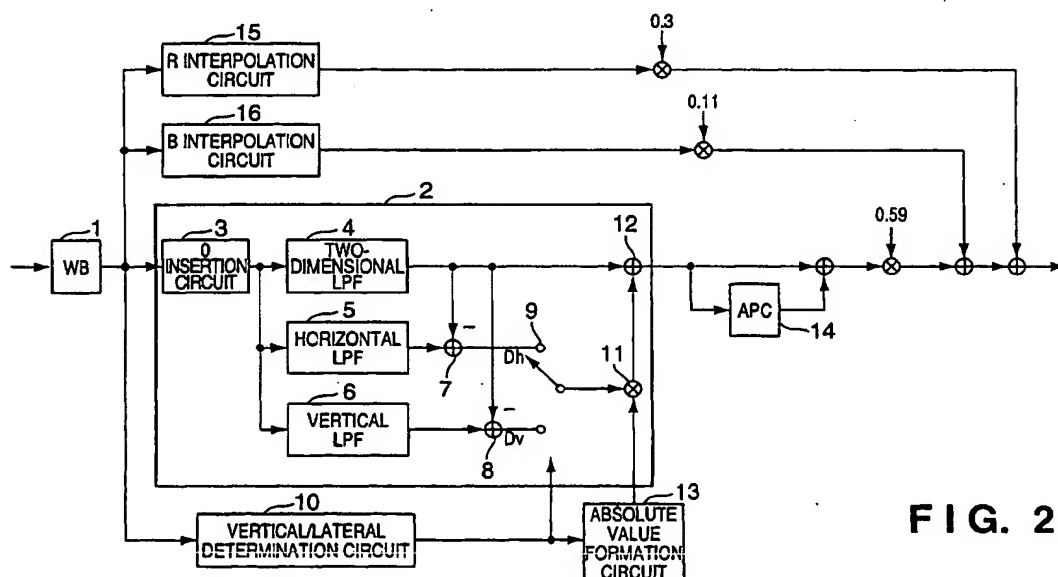 15
R INTERPOLATION
CIRCUIT
0.3
16
B INTERPOLATION
CIRCUIT
0.11
2
1
WB
3
0
INSERTION
CIRCUIT
4
TWO-
DIMENSIONAL
LPF
12
0.59
5
HORIZONTAL
LPF
−
7
Dh
9
11
APC
14
6
VERTICAL
LPF
−
8
Dv
10
VERTICAL/LATERAL
DETERMINATION CIRCUIT
13
ABSOLUTE
VALUE
FORMATION
CIRCUIT
FIG. 2